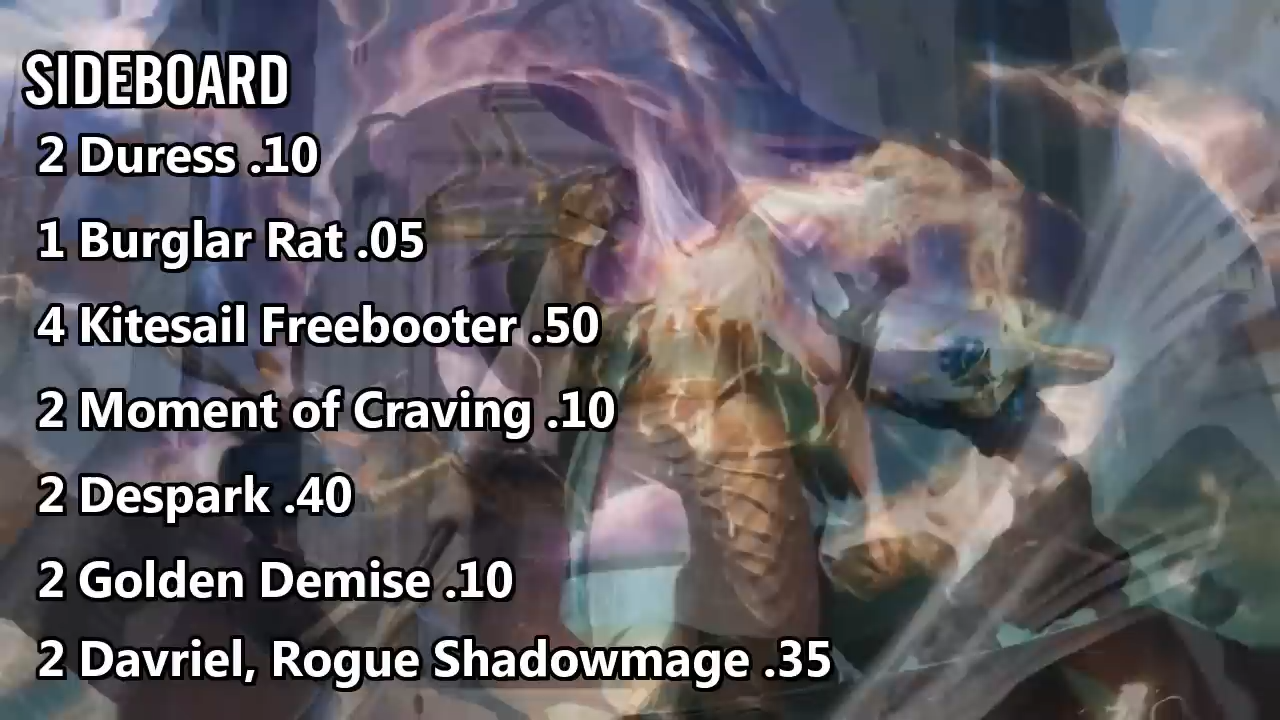 SIDEBOARD
2 Duress .10
1 Burglar Rat .05
4 Kitesail Freebooter .50
2 Moment of Craving .10
2 Despark .40
2 Golden Demise .10
2 Davriel, Rogue Shadowmage .35